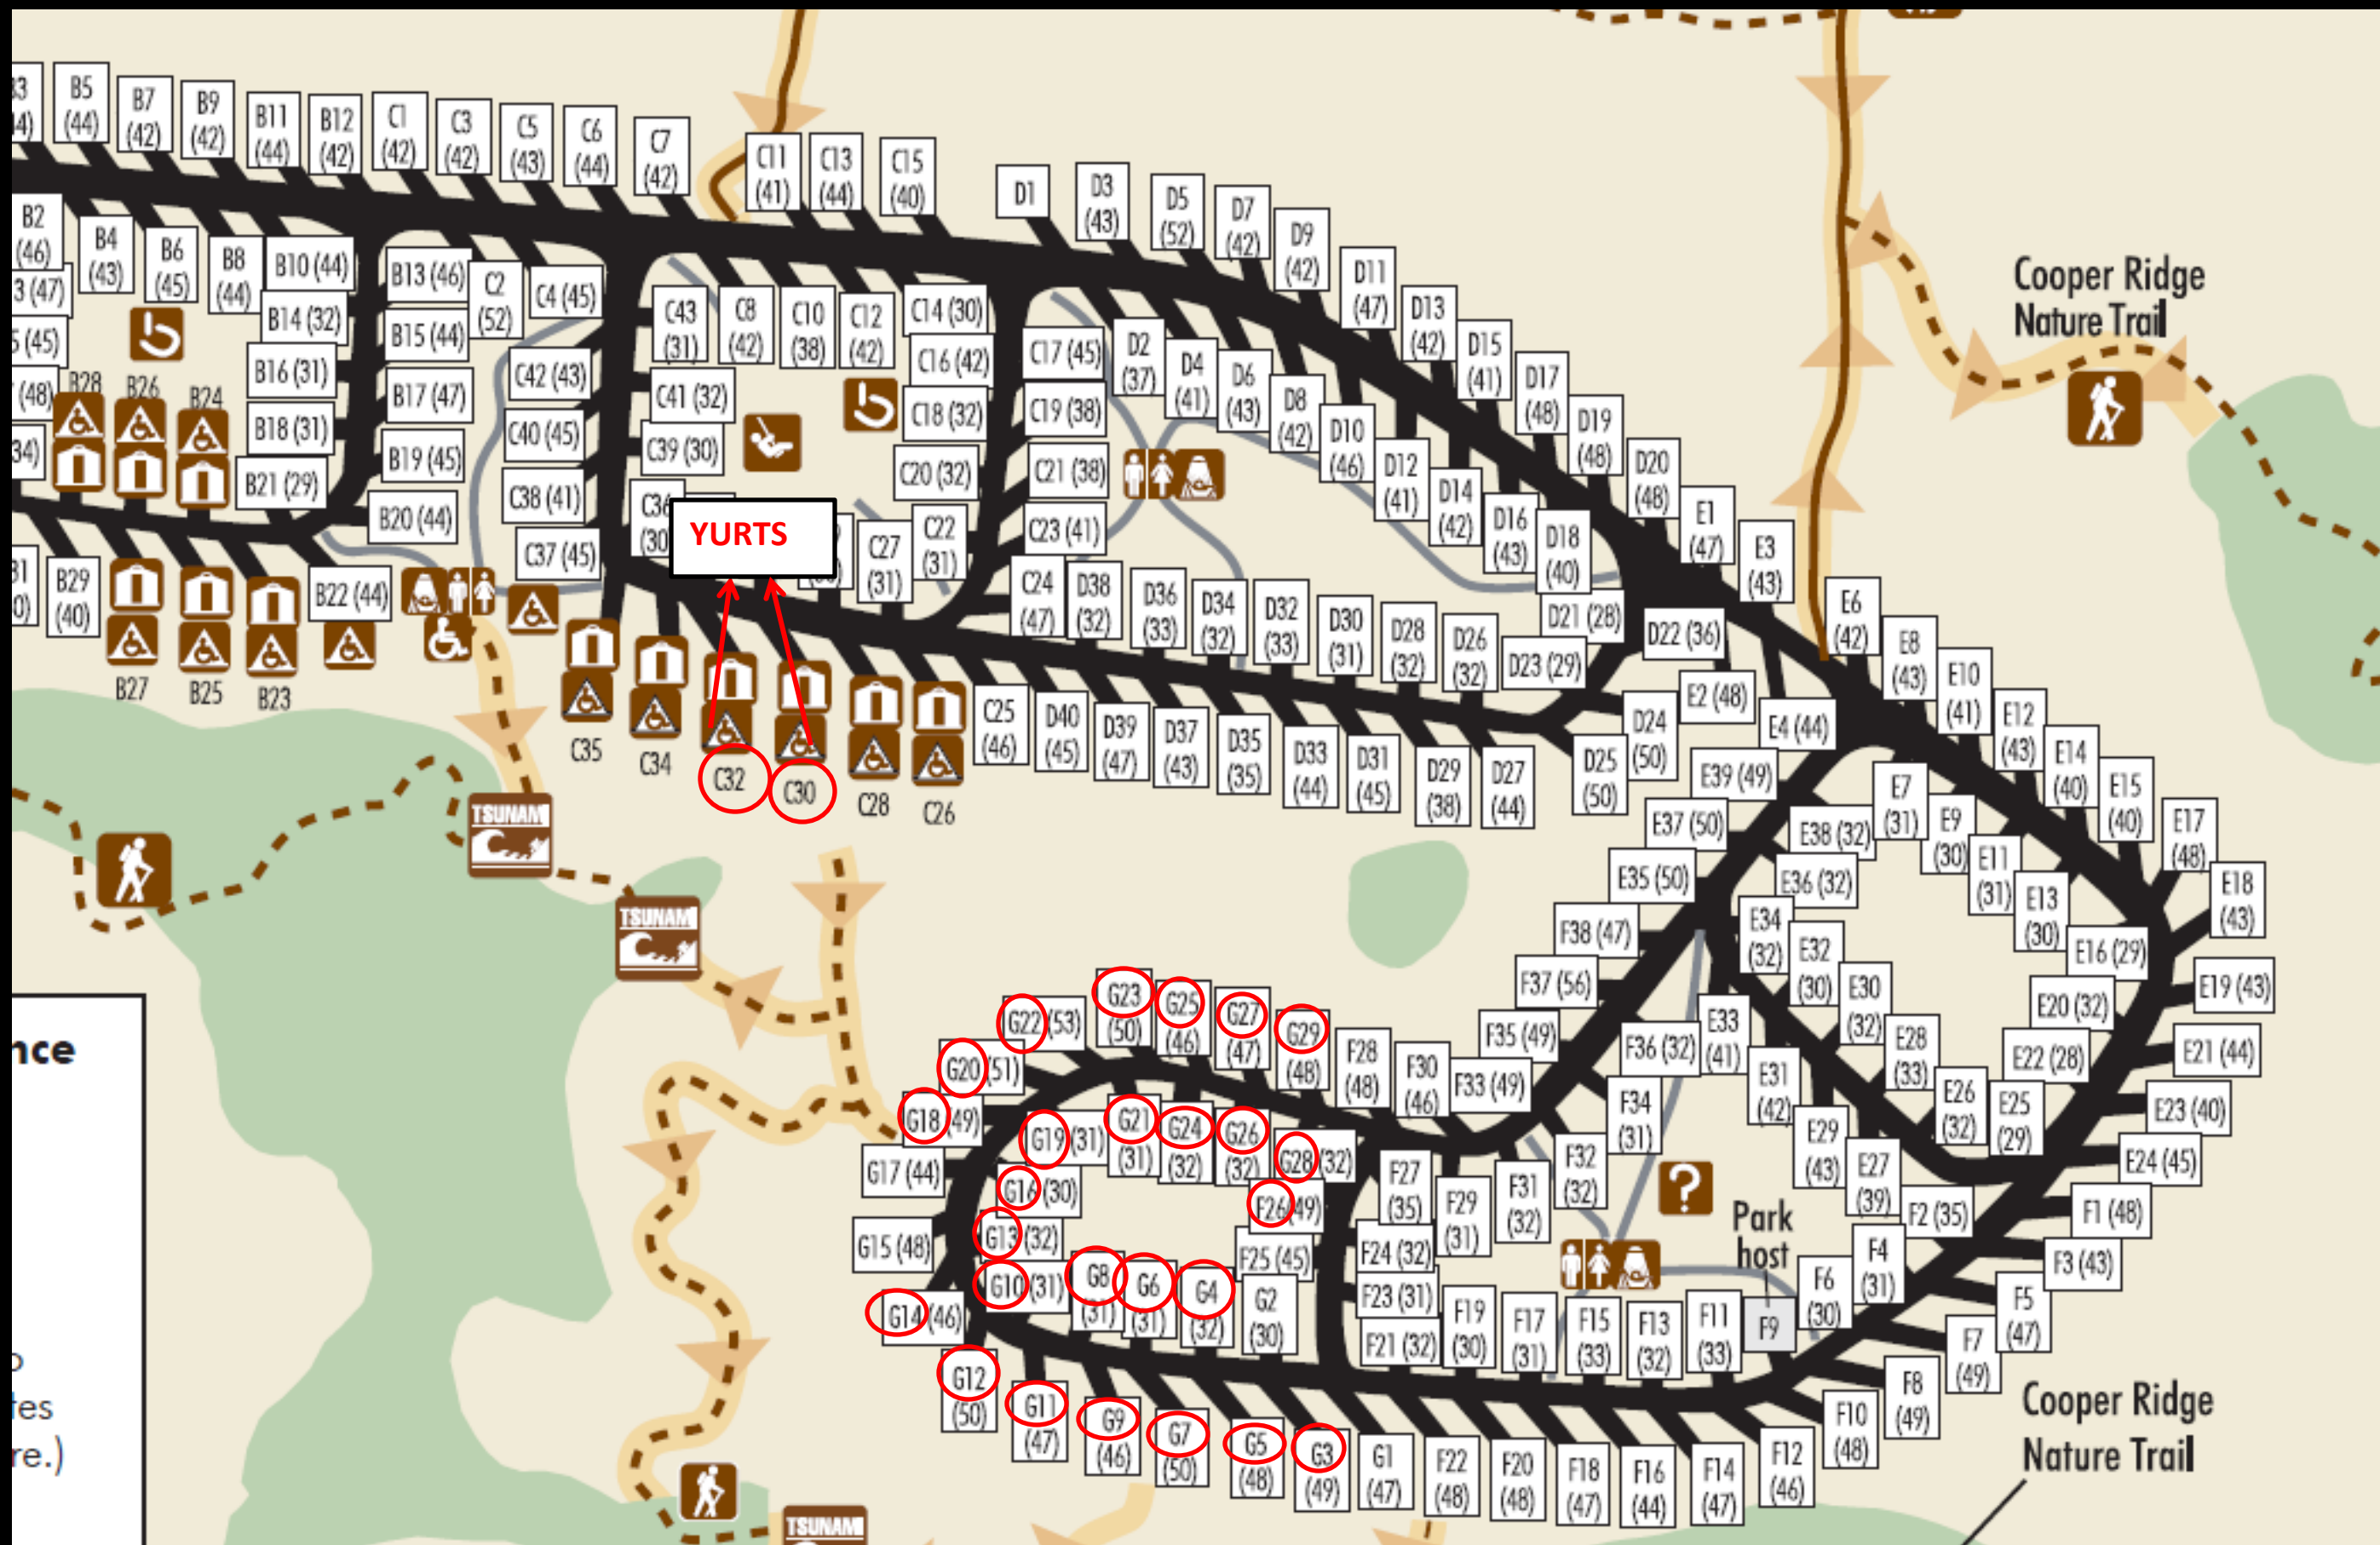 B5
(44)
B7
(42)
B9
(42)
B11
(44)
B12
(42)
C1
(42)
C3
(42)
C5
(43)
C6
(44)
C7
(42)
C11
(41)
C13
(44)
C15
(40)
D1
D3
(43)
D5
(52)
D7
(42)
D9
(42)
D11
(47)
D13
(42)
D15
(41)
D17
(48)
D19
(48)
D20
(48)
E1
(47)
E3
(43)
E6
(42)
E8
(43)
E10
(41)
E12
(43)
E14
(40)
E15
(40)
E17
(48)
E18
(43)
Cooper Ridge
Nature Trail
B2
(46)
B4
(43)
B6
(45)
B8
(44)
B10 (44)
B14 (32)
B16 (31)
B18 (31)
B21 (29)
B13 (46)
B15 (44)
B17 (47)
B19 (45)
B20 (44)
C2
(52)
C4 (45)
C42 (43)
C40 (45)
C38 (41)
C37 (45)
C43
(31)
C41 (32)
C39 (30)
C8
(42)
C10
(38)
C12
(42)
C14 (30)
C16 (42)
C18 (32)
C20 (32)
C22
(31)
C27
(31)
C17 (45)
C19 (38)
C21 (38)
C23 (41)
C24
(47)
D2
(37)
D4
(41)
D6
(43)
D8
(42)
D10
(46)
D12
(41)
D14
(42)
D16
(43)
D18
(40)
D21 (28)
D22 (36)
D23 (29)
D24
(50)
D25
(50)
YURTS
B28
B26
B24
B29
(40)
B22 (44)
B27
B25
B23
C35
C34
C32
C30
C28
C26
D38
(32)
D36
(33)
D34
(32)
D32
(33)
D30
(31)
D28
(32)
D26
(32)
C25
(46)
D40
(45)
D39
(47)
D37
(43)
D35
(35)
D33
(44)
D31
(45)
D29
(38)
D27
(44)
E2 (48)
E4 (44)
E39 (49)
E37 (50)
E35 (50)
E38 (32)
E36 (32)
E7
(31)
E9
(30)
E11
(31)
E13
(30)
E16 (29)
E19 (43)
E20 (32)
E21 (44)
E22 (28)
E23 (40)
E24 (45)
E34
(32)
E32
(30)
E30
(32)
E28
(33)
E26
(32)
E25
(29)
E33
(41)
E31
(42)
E29
(43)
E27
(39)
TSUNAMI
TSUNAMI
F38 (47)
F37 (56)
F35 (49)
F33 (49)
F36 (32)
F34
(31)
F32
(32)
F31
(32)
F30
(46)
F28
(48)
F29
(31)
F27
(35)
G23
(50)
G25
(46)
G27
(47)
G29
(48)
G22 (53)
G20 (51)
G18 (49)
G17 (44)
G15 (48)
G14 (46)
G12
(50)
G19 (31)
G21
(31)
G24
(32)
G26
(32)
G28 (32)
G16 (30)
G13 (32)
G10 (31)
G8
(31)
G6
(31)
G4
(32)
G2
(30)
F26 (49)
F25 (45)
F24 (32)
F23 (31)
F21 (32)
F19
(30)
F17
(31)
F15
(33)
F13
(32)
F11
(33)
Park
host
F9
F6
(30)
F4
(31)
F2 (35)
F1 (48)
F3 (43)
F5
(47)
F7
(49)
F8
(49)
F10
(48)
F12
(46)
F14
(47)
F16
(44)
F18
(47)
F20
(48)
F22
(48)
G1
(47)
G3
(49)
G5
(48)
G7
(50)
G9
(46)
G11
(47)
Cooper Ridge
Nature Trail
TSUNAMI